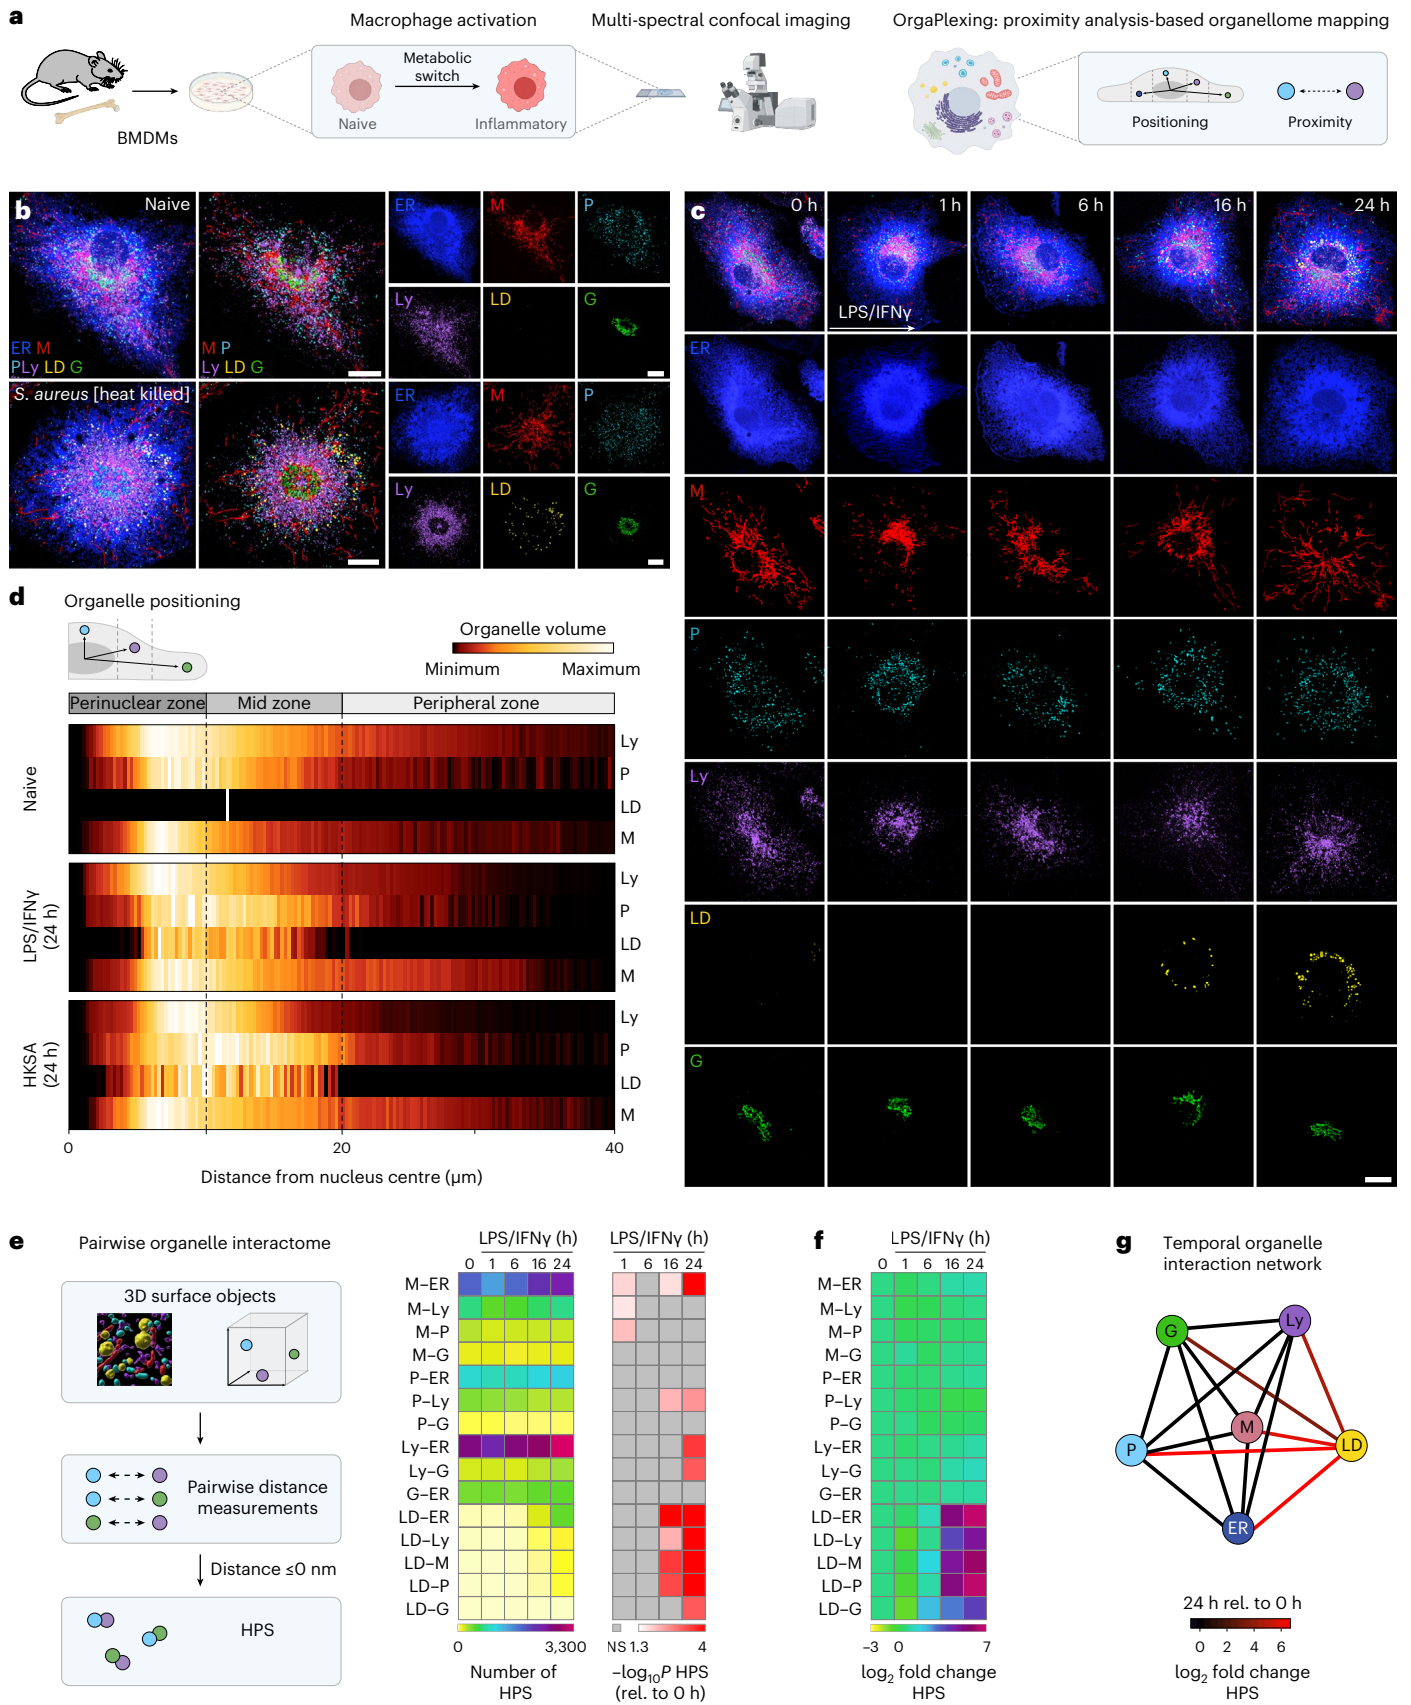 a
Macrophage activation
Multi-spectral confocal imaging
OrgaPlexing: proximity analysis-based organellome mapping
BMDMs
Metabolic
switch
Naive
Inflammatory
Positioning
Proximity
b
Naive
ER M
PLy LD G
M P
Ly LD G
ER
M
P
Ly
LD
G
S. aureus [heat killed]
ER
M
P
Ly
LD
G
c
0 h
1 h
6 h
16 h
24 h
LPS/IFNγ
ER
M
P
Ly
LD
G
d
Organelle positioning
Organelle volume
Minimum
Maximum
Perinuclear zone
Mid zone
Peripheral zone
Naive
Ly
P
LD
M
LPS/IFNγ
(24 h)
Ly
P
LD
M
HKSA
(24 h)
Ly
P
LD
M
0
20
40
Distance from nucleus centre (µm)
e
Pairwise organelle interactome
3D surface objects
Pairwise distance
measurements
Distance ≤0 nm
HPS
LPS/IFNγ (h)
0 1 6 16 24
LPS/IFNγ (h)
1 6 16 24
M–ER
M–Ly
M–P
M–G
P–ER
P–Ly
P–G
Ly–ER
Ly–G
G–ER
LD–ER
LD–Ly
LD–M
LD–P
LD–G
0
3,300
Number of
HPS
NS 1.3
4
–log10P HPS
(rel. to 0 h)
f
LPS/IFNγ (h)
0 1 6 16 24
M–ER
M–Ly
M–P
M–G
P–ER
P–Ly
P–G
Ly–ER
Ly–G
G–ER
LD–ER
LD–Ly
LD–M
LD–P
LD–G
–3 0 7
log2 fold change
HPS
g
Temporal organelle
interaction network
G
Ly
M
P
LD
ER
24 h rel. to 0 h
0 2 4 6
log2 fold change
HPS